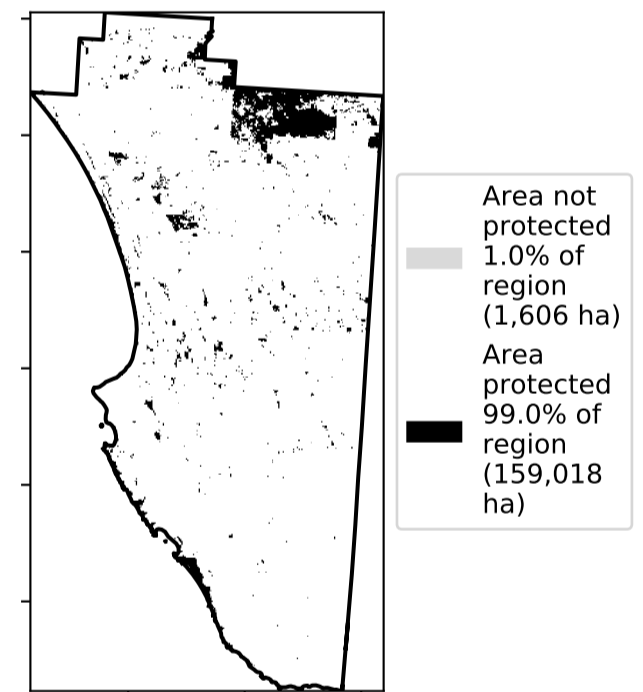 Area not
protected
1.0% of
region
(1,606 ha)
Area
protected
99.0% of
region
(159,018
ha)